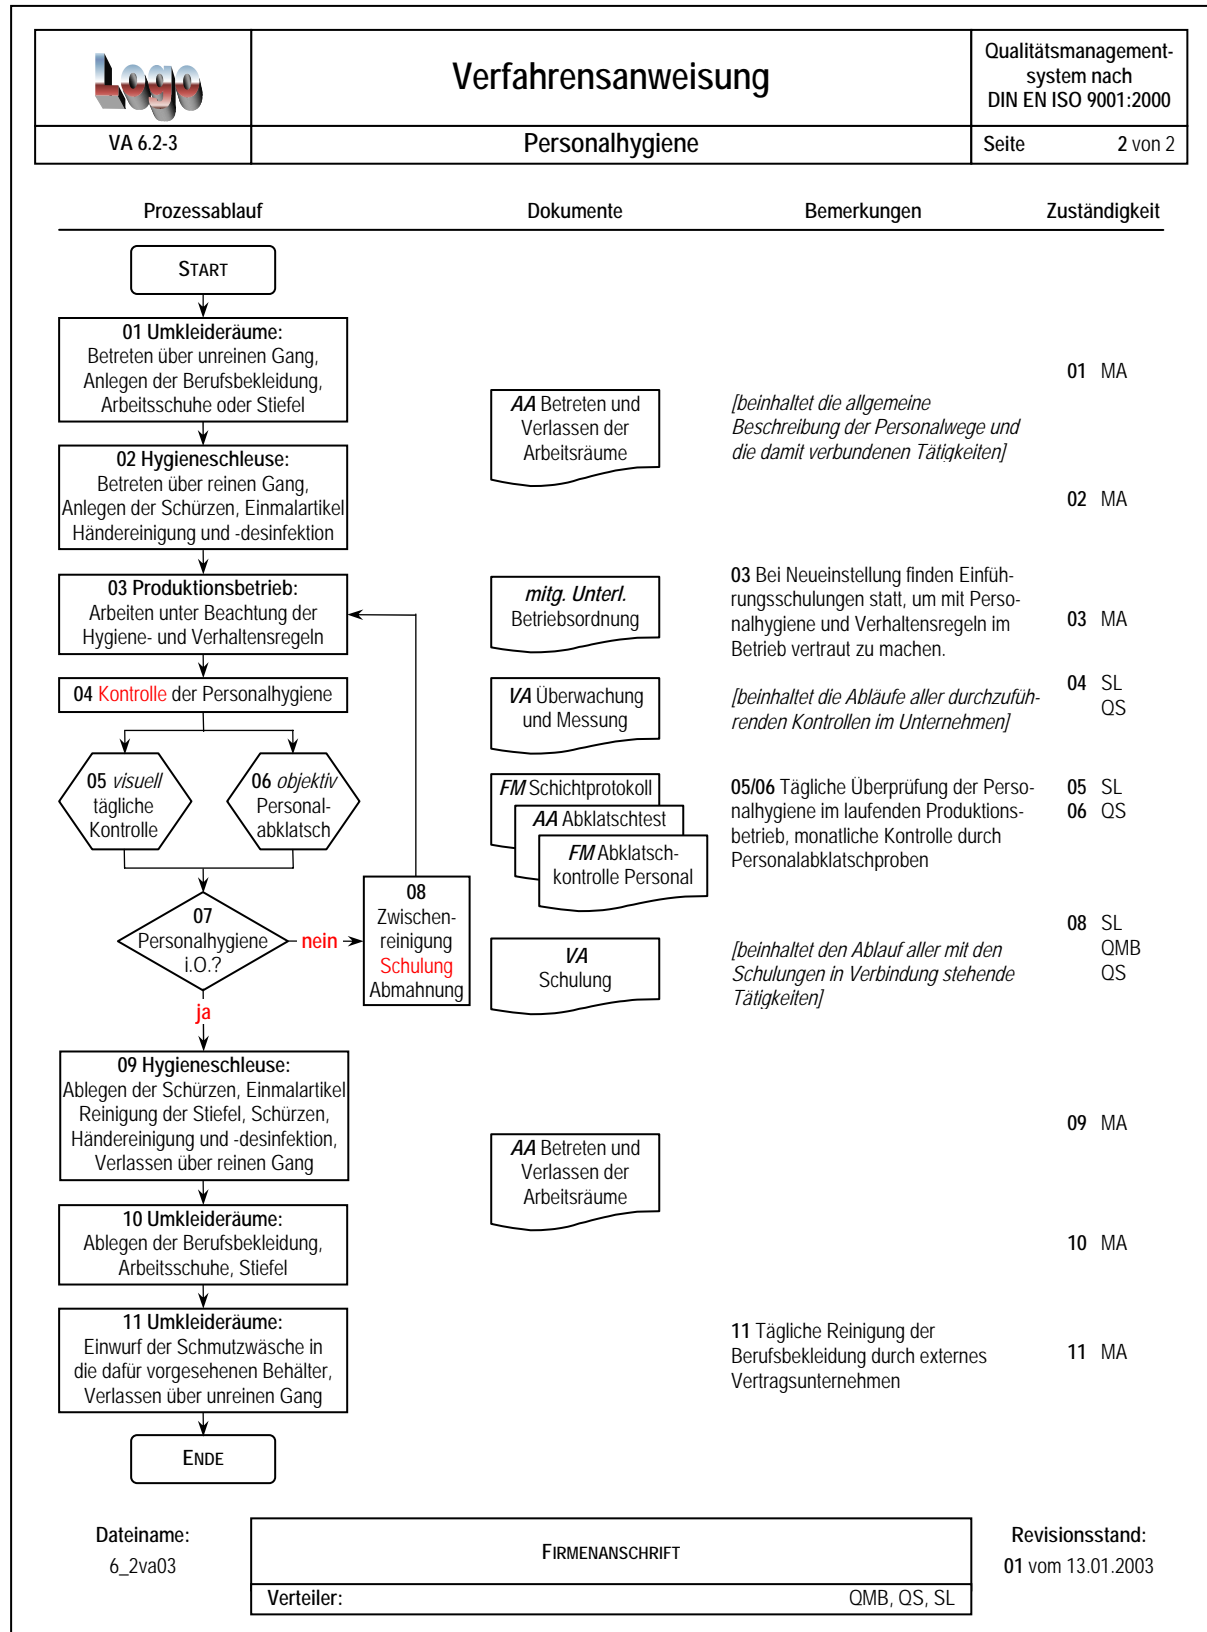 Logo
Verfahrensanweisung
Qualitätsmanagement-
system nach
DIN EN ISO 9001:2000
VA 6.2-3
Personalhygiene
Seite 2 von 2
Prozessablauf
Dokumente
Bemerkungen
Zuständigkeit
START
01 Umkleideräume:
Betreten über unreinen Gang,
Anlegen der Berufsbekleidung,
Arbeitsschuhe oder Stiefel
01 MA
AA Betreten und
Verlassen der
Arbeitsräume
[beinhaltet die allgemeine
Beschreibung der Personalwege und
die damit verbundenen Tätigkeiten]
02 Hygieneschleuse:
Betreten über reinen Gang,
Anlegen der Schürzen, Einmalartikel
Händereinigung und -desinfektion
02 MA
03 Produktionsbetrieb:
Arbeiten unter Beachtung der
Hygiene- und Verhaltensregeln
mitg. Unterl.
Betriebsordnung
03 Bei Neueinstellung finden Einfüh-
rungsschulungen statt, um mit Perso-
nalhygiene und Verhaltensregeln im
Betrieb vertraut zu machen.
03 MA
04 Kontrolle der Personalhygiene
VA Überwachung
und Messung
[beinhaltet die Abläufe aller durchzufüh-
renden Kontrollen im Unternehmen]
04 SL
QS
05 visuell
tägliche
Kontrolle
06 objektiv
Personal-
abklatsch
FM Schichtprotokoll
AA Abklatschtest
FM Abklatsch-
kontrolle Personal
05/06 Tägliche Überprüfung der Perso-
nalhygiene im laufenden Produktions-
betrieb, monatliche Kontrolle durch
Personalabklatschproben
05 SL
06 QS
07
Personalhygiene
i.O.?
nein
08
Zwischen-
reinigung
Schulung
Abmahnung
VA
Schulung
[beinhaltet den Ablauf aller mit den
Schulungen in Verbindung stehende
Tätigkeiten]
08 SL
QMB
QS
ja
09 Hygieneschleuse:
Ablegen der Schürzen, Einmalartikel
Reinigung der Stiefel, Schürzen,
Händereinigung und -desinfektion,
Verlassen über reinen Gang
AA Betreten und
Verlassen der
Arbeitsräume
09 MA
10 Umkleideräume:
Ablegen der Berufsbekleidung,
Arbeitsschuhe, Stiefel
10 MA
11 Umkleideräume:
Einwurf der Schmutzwäsche in
die dafür vorgesehenen Behälter,
Verlassen über unreinen Gang
11 Tägliche Reinigung der
Berufsbekleidung durch externes
Vertragsunternehmen
11 MA
ENDE
Dateiname:
6_2va03
FIRMENANSCHRIFT
Verteiler: QMB, QS, SL
Revisionsstand:
01 vom 13.01.2003